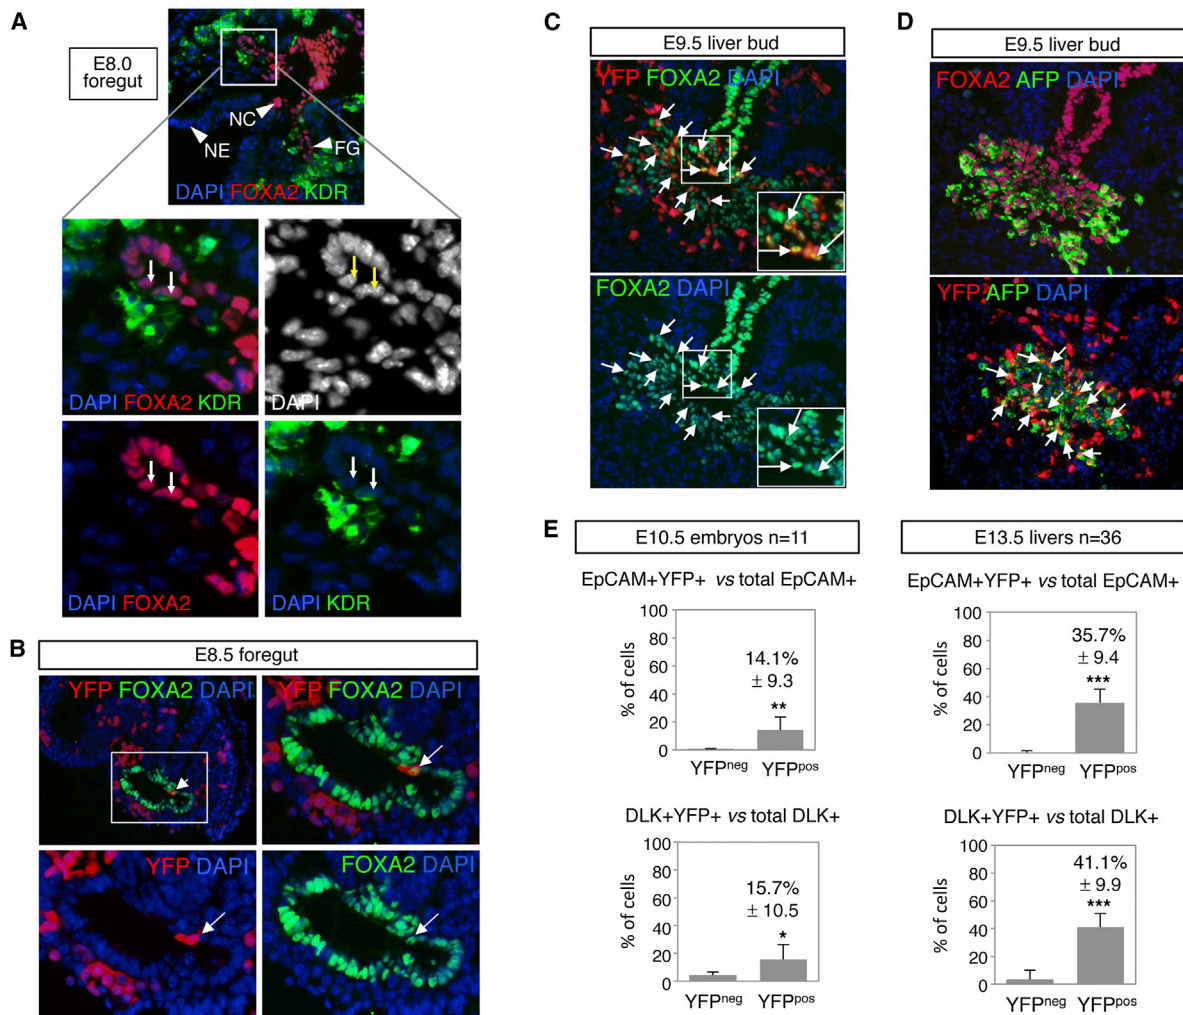 A
E8.0
foregut
NC
NE
FG
DAPI FOXA2 KDR
DAPI FOXA2 KDR
DAPI
DAPI FOXA2
DAPI KDR
B
E8.5 foregut
YFP FOXA2 DAPI
YFP FOXA2 DAPI
YFP DAPI
FOXA2 DAPI
C
E9.5 liver bud
YFP FOXA2 DAPI
FOXA2 DAPI
D
E9.5 liver bud
FOXA2 AFP DAPI
YFP AFP DAPI
E
E10.5 embryos n=11
EpCAM+YFP+ vs total EpCAM+
% of cells
100
80
60
40
20
0
14.1%
± 9.3
**
YFPneg YFPpos
DLK+YFP+ vs total DLK+
% of cells
100
80
60
40
20
0
15.7%
± 10.5
*
YFPneg YFPpos
E13.5 livers n=36
EpCAM+YFP+ vs total EpCAM+
% of cells
100
80
60
40
20
0
35.7%
± 9.4
***
YFPneg YFPpos
DLK+YFP+ vs total DLK+
% of cells
100
80
60
40
20
0
41.1%
± 9.9
***
YFPneg YFPpos